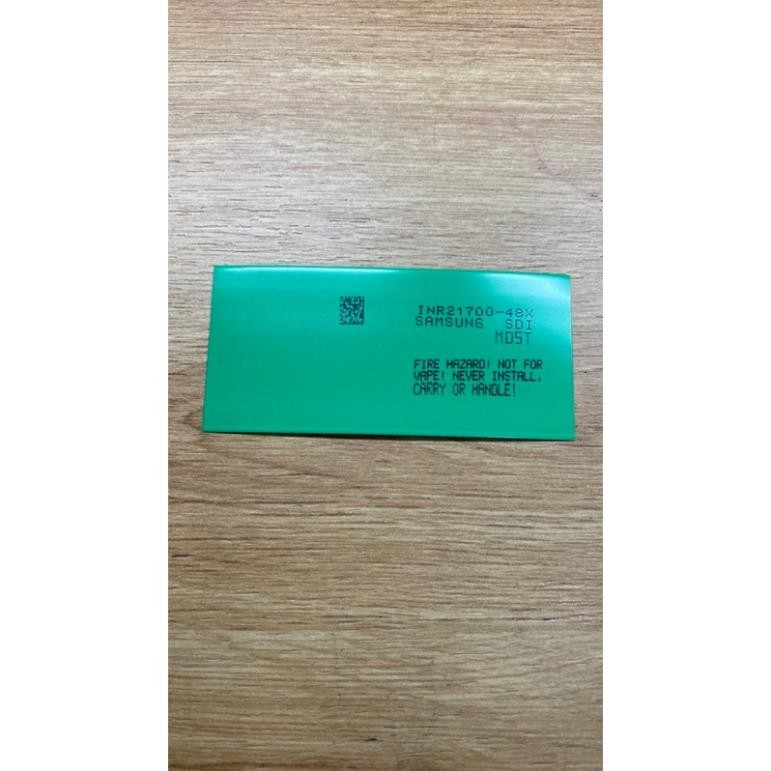 INR21700-48X
SAMSUNG SDI
MD5T
FIRE HAZARD! NOT FOR
VAPE! NEVER INSTALL,
CARRY OR HANDLE!